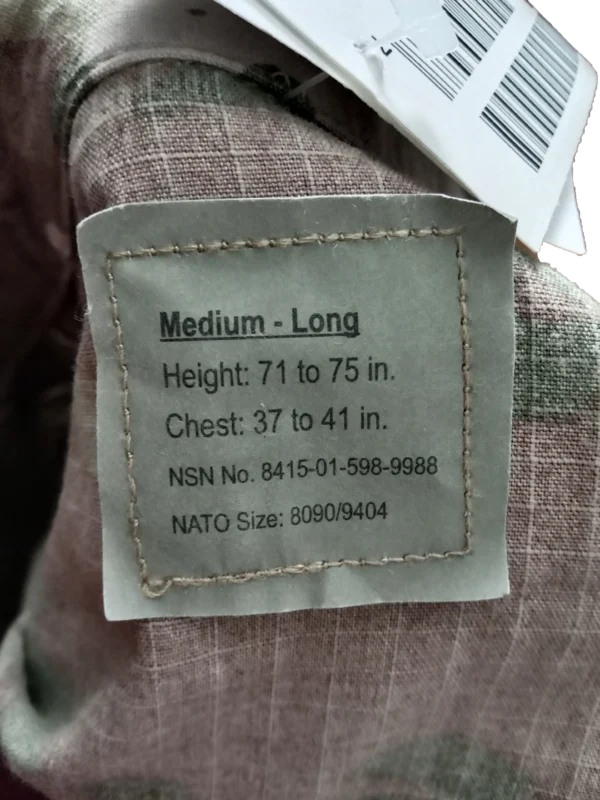 Medium - Long
Height: 71 to 75 in.
Chest: 37 to 41 in.
NSN No. 8415-01-598-9988
NATO Size: 8090/9404